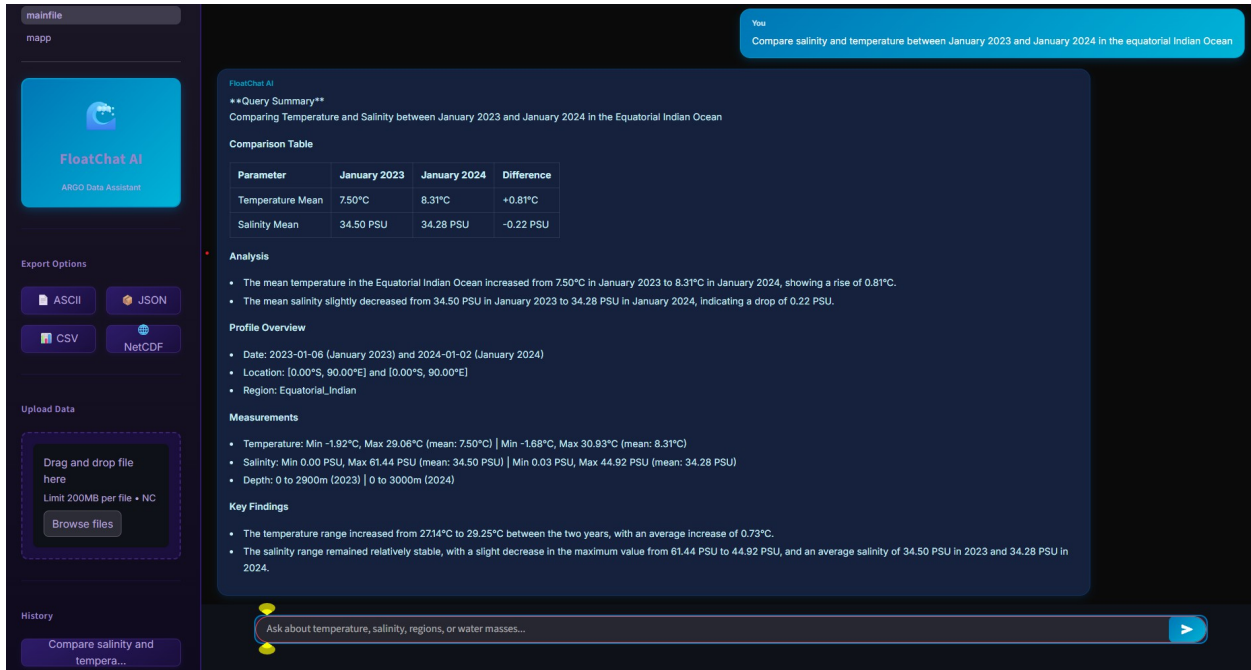 mainfile
mapp
FloatChat AI
ARGO Data Assistant
Export Options
ASCII
JSON
CSV
NetCDF
Upload Data
Drag and drop file
here
Limit 200MB per file • NC
Browse files
History
Compare salinity and
tempera...
You
Compare salinity and temperature between January 2023 and January 2024 in the equatorial Indian Ocean
FloatChat AI
**Query Summary**
Comparing Temperature and Salinity between January 2023 and January 2024 in the Equatorial Indian Ocean
Comparison Table
Parameter January 2023 January 2024 Difference
Temperature Mean 7.50°C 8.31°C +0.81°C
Salinity Mean 34.50 PSU 34.28 PSU -0.22 PSU
Analysis
• The mean temperature in the Equatorial Indian Ocean increased from 7.50°C in January 2023 to 8.31°C in January 2024, showing a rise of 0.81°C.
• The mean salinity slightly decreased from 34.50 PSU in January 2023 to 34.28 PSU in January 2024, indicating a drop of 0.22 PSU.
Profile Overview
• Date: 2023-01-06 (January 2023) and 2024-01-02 (January 2024)
• Location: [0.00°S, 90.00°E] and [0.00°S, 90.00°E]
• Region: Equatorial_Indian
Measurements
• Temperature: Min -1.92°C, Max 29.06°C (mean: 7.50°C) | Min -1.68°C, Max 30.93°C (mean: 8.31°C)
• Salinity: Min 0.00 PSU, Max 61.44 PSU (mean: 34.50 PSU) | Min 0.03 PSU, Max 44.92 PSU (mean: 34.28 PSU)
• Depth: 0 to 2900m (2023) | 0 to 3000m (2024)
Key Findings
• The temperature range increased from 27.14°C to 29.25°C between the two years, with an average increase of 0.73°C.
• The salinity range remained relatively stable, with a slight decrease in the maximum value from 61.44 PSU to 44.92 PSU, and an average salinity of 34.50 PSU in 2023 and 34.28 PSU in
2024.
Ask about temperature, salinity, regions, or water masses...